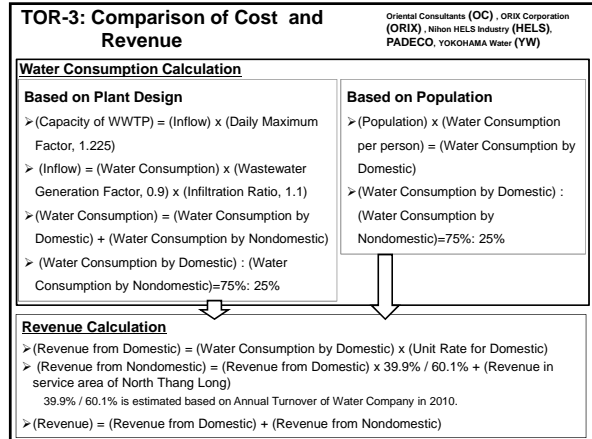 TOR-3: Comparison of Cost and
Revenue
Oriental Consultants (OC) , ORIX Corporation
(ORIX) , Nihon HELS Industry (HELS),
PADECO, YOKOHAMA Water (YW)
Water Consumption Calculation
Based on Plant Design
➢(Capacity of WWTP) = (Inflow) x (Daily Maximum
Factor, 1.225)
➢ (Inflow) = (Water Consumption) x (Wastewater
Generation Factor, 0.9) x (Infiltration Ratio, 1.1)
➢(Water Consumption) = (Water Consumption by
Domestic) + (Water Consumption by Nondomestic)
➢ (Water Consumption by Domestic) : (Water
Consumption by Nondomestic)=75%: 25%
Based on Population
➢(Population) x (Water Consumption
per person) = (Water Consumption by
Domestic)
➢(Water Consumption by Domestic) :
(Water Consumption by
Nondomestic)=75%: 25%
Revenue Calculation
➢(Revenue from Domestic) = (Water Consumption by Domestic) x (Unit Rate for Domestic)
➢ (Revenue from Nondomestic) = (Revenue from Domestic) x 39.9% / 60.1% + (Revenue in
service area of North Thang Long)
39.9% / 60.1% is estimated based on Annual Turnover of Water Company in 2010.
➢(Revenue) = (Revenue from Domestic) + (Revenue from Nondomestic)